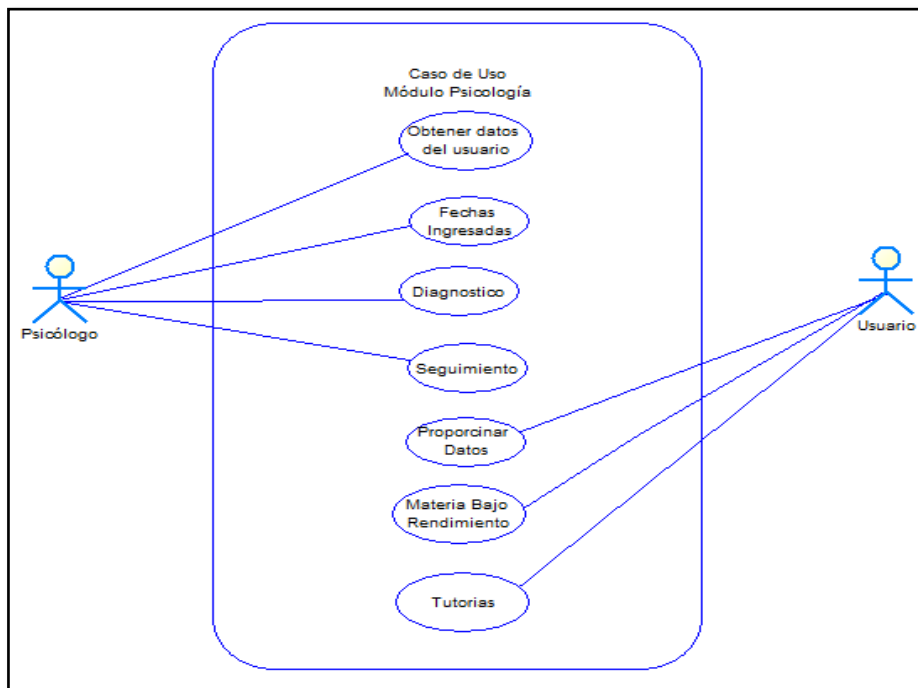 Caso de Uso
Módulo Psicología
Obtener datos
del usuario
Fechas
Ingresadas
Diagnostico
Psicólogo
Usuario
Seguimiento
Proporcinar
Datos
Materia Bajo
Rendimiento
Tutorias